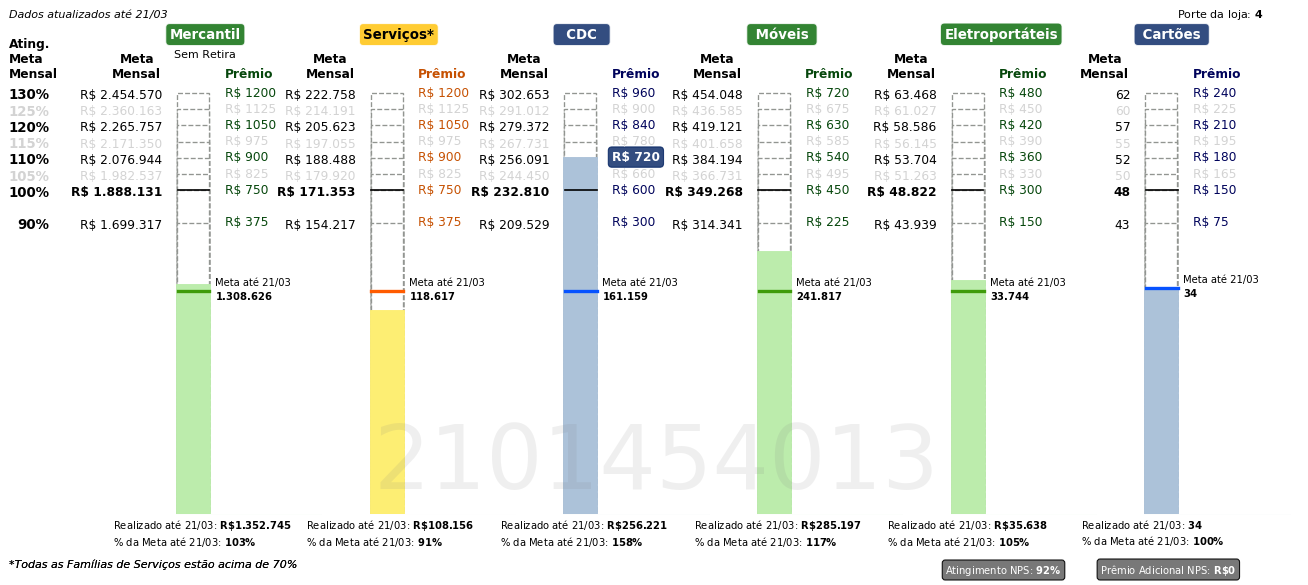 Dados atualizados até 21/03
Porte da loja: 4
Mercantil Serviços* CDC Móveis Eletroportáteis Cartões
Sem Retira
Ating. Meta Mensal
Meta Mensal Prêmio Meta Mensal Prêmio Meta Mensal Prêmio Meta Mensal Prêmio Meta Mensal Prêmio Meta Mensal Prêmio
130% R$ 2.454.570 R$ 1200 R$ 222.758 R$ 1200 R$ 302.653 R$ 960 R$ 454.048 R$ 720 R$ 63.468 R$ 480 62 R$ 240
125% R$ 2.360.163 R$ 1125 R$ 214.191 R$ 1125 R$ 291.012 R$ 900 R$ 436.585 R$ 675 R$ 61.027 R$ 450 60 R$ 225
120% R$ 2.265.757 R$ 1050 R$ 205.623 R$ 1050 R$ 279.372 R$ 840 R$ 419.121 R$ 630 R$ 58.586 R$ 420 57 R$ 210
115% R$ 2.171.350 R$ 975 R$ 197.055 R$ 975 R$ 267.731 R$ 780 R$ 401.658 R$ 585 R$ 56.145 R$ 390 55 R$ 195
110% R$ 2.076.944 R$ 900 R$ 188.488 R$ 900 R$ 256.091 R$ 720 R$ 384.194 R$ 540 R$ 53.704 R$ 360 52 R$ 180
105% R$ 1.982.537 R$ 825 R$ 179.920 R$ 825 R$ 244.450 R$ 660 R$ 366.731 R$ 495 R$ 51.263 R$ 330 50 R$ 165
100% R$ 1.888.131 R$ 750 R$ 171.353 R$ 750 R$ 232.810 R$ 600 R$ 349.268 R$ 450 R$ 48.822 R$ 300 48 R$ 150
90% R$ 1.699.317 R$ 375 R$ 154.217 R$ 375 R$ 209.529 R$ 300 R$ 314.341 R$ 225 R$ 43.939 R$ 150 43 R$ 75
Meta até 21/03 Meta até 21/03 Meta até 21/03 Meta até 21/03 Meta até 21/03 Meta até 21/03
1.308.626 118.617 161.159 241.817 33.744 34
2101454013
Realizado até 21/03: R$1.352.745 Realizado até 21/03: R$108.156 Realizado até 21/03: R$256.221 Realizado até 21/03: R$285.197 Realizado até 21/03: R$35.638 Realizado até 21/03: 34
% da Meta até 21/03: 103% % da Meta até 21/03: 91% % da Meta até 21/03: 158% % da Meta até 21/03: 117% % da Meta até 21/03: 105% % da Meta até 21/03: 100%
*Todas as Famílias de Serviços estão acima de 70%
Atingimento NPS: 92% Prêmio Adicional NPS: R$0